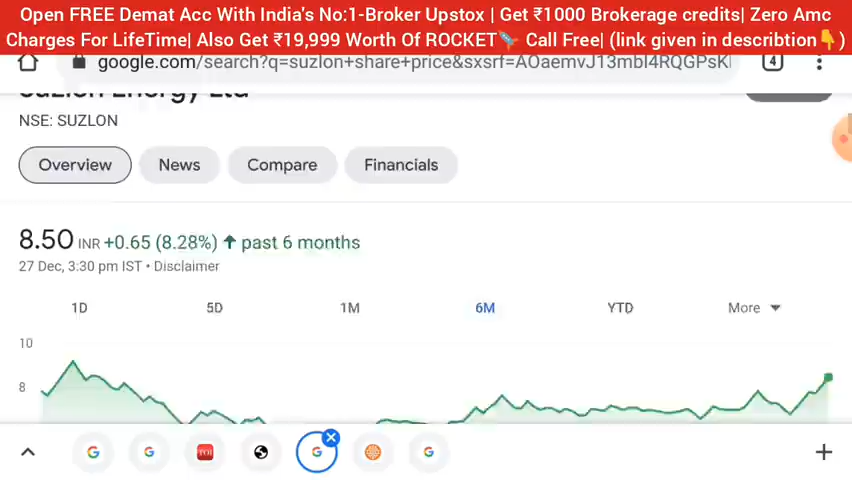 Open FREE Demat Acc With India's No:1-Broker Upstox | Get ₹1000 Brokerage credits| Zero Amc
Charges For LifeTime| Also Get ₹19,999 Worth Of ROCKET🚀 Call Free| (link given in describtion👇)
google.com/search?q=suzlon+share+price&sxsrf=AOaemvJ13mbl4RQGPsK
4
Suzlon Energy Ltd
NSE: SUZLON
Overview
News
Compare
Financials
8.50 INR +0.65 (8.28%) ↑ past 6 months
27 Dec, 3:30 pm IST • Disclaimer
1D
5D
1M
6M
YTD
More
10
8